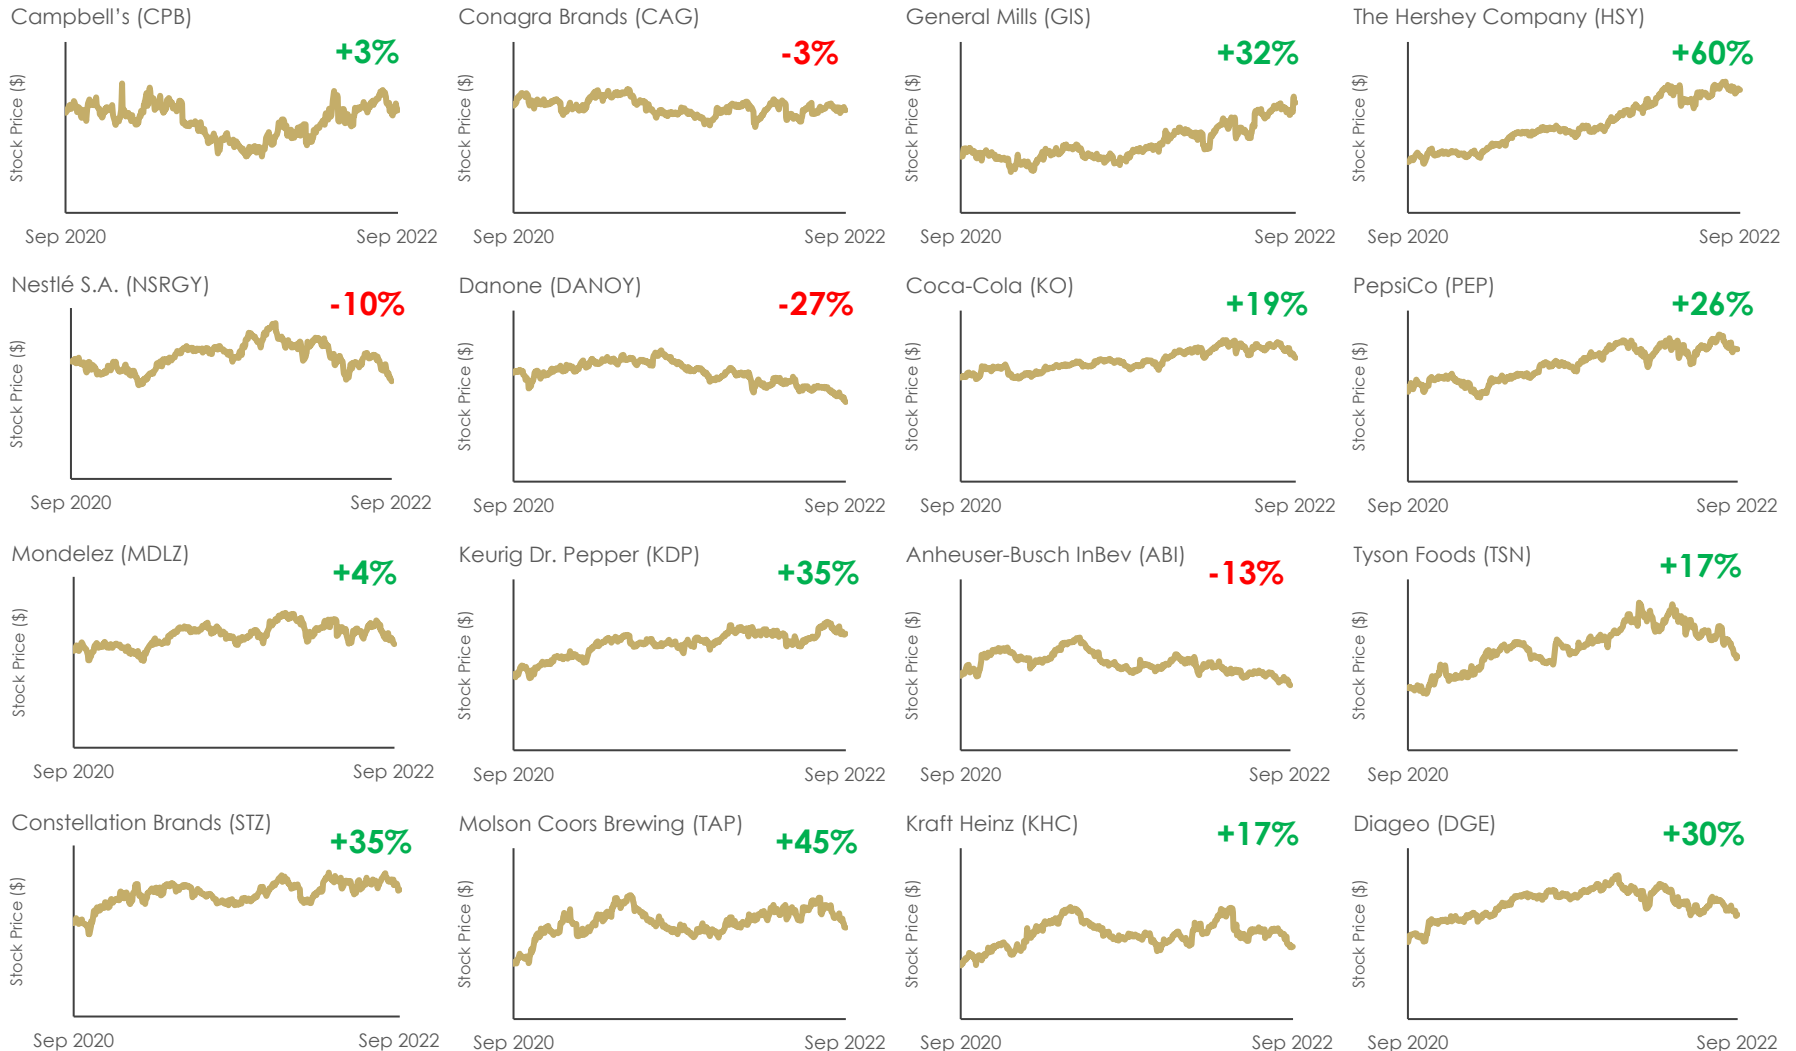 Campbell’s (CPB)
+3%
Stock Price ($)
Sep 2020
Sep 2022
Conagra Brands (CAG)
-3%
Stock Price ($)
Sep 2020
Sep 2022
General Mills (GIS)
+32%
Stock Price ($)
Sep 2020
Sep 2022
The Hershey Company (HSY)
+60%
Stock Price ($)
Sep 2020
Sep 2022
Nestlé S.A. (NSRGY)
-10%
Stock Price ($)
Sep 2020
Sep 2022
Danone (DANOY)
-27%
Stock Price ($)
Sep 2020
Sep 2022
Coca-Cola (KO)
+19%
Stock Price ($)
Sep 2020
Sep 2022
PepsiCo (PEP)
+26%
Stock Price ($)
Sep 2020
Sep 2022
Mondelez (MDLZ)
+4%
Stock Price ($)
Sep 2020
Sep 2022
Keurig Dr. Pepper (KDP)
+35%
Stock Price ($)
Sep 2020
Sep 2022
Anheuser-Busch InBev (ABI)
-13%
Stock Price ($)
Sep 2020
Sep 2022
Tyson Foods (TSN)
+17%
Stock Price ($)
Sep 2020
Constellation Brands (STZ)
+35%
Stock Price ($)
Sep 2020
Sep 2022
Molson Coors Brewing (TAP)
+45%
Stock Price ($)
Sep 2020
Sep 2022
Kraft Heinz (KHC)
+17%
Stock Price ($)
Sep 2020
Sep 2022
Diageo (DGE)
+30%
Stock Price ($)
Sep 2020
Sep 2022